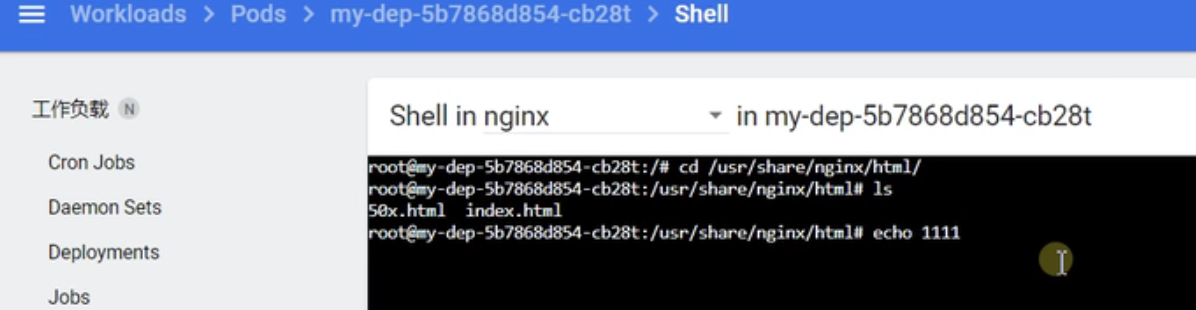 Workloads > Pods > my-dep-5b7868d854-cb28t > Shell
工作负载 N
Cron Jobs
Daemon Sets
Deployments
Jobs
Shell in nginx in my-dep-5b7868d854-cb28t
root@my-dep-5b7868d854-cb28t:/# cd /usr/share/nginx/html/
root@my-dep-5b7868d854-cb28t:/usr/share/nginx/html# ls
50x.html  index.html
root@my-dep-5b7868d854-cb28t:/usr/share/nginx/html# echo 1111